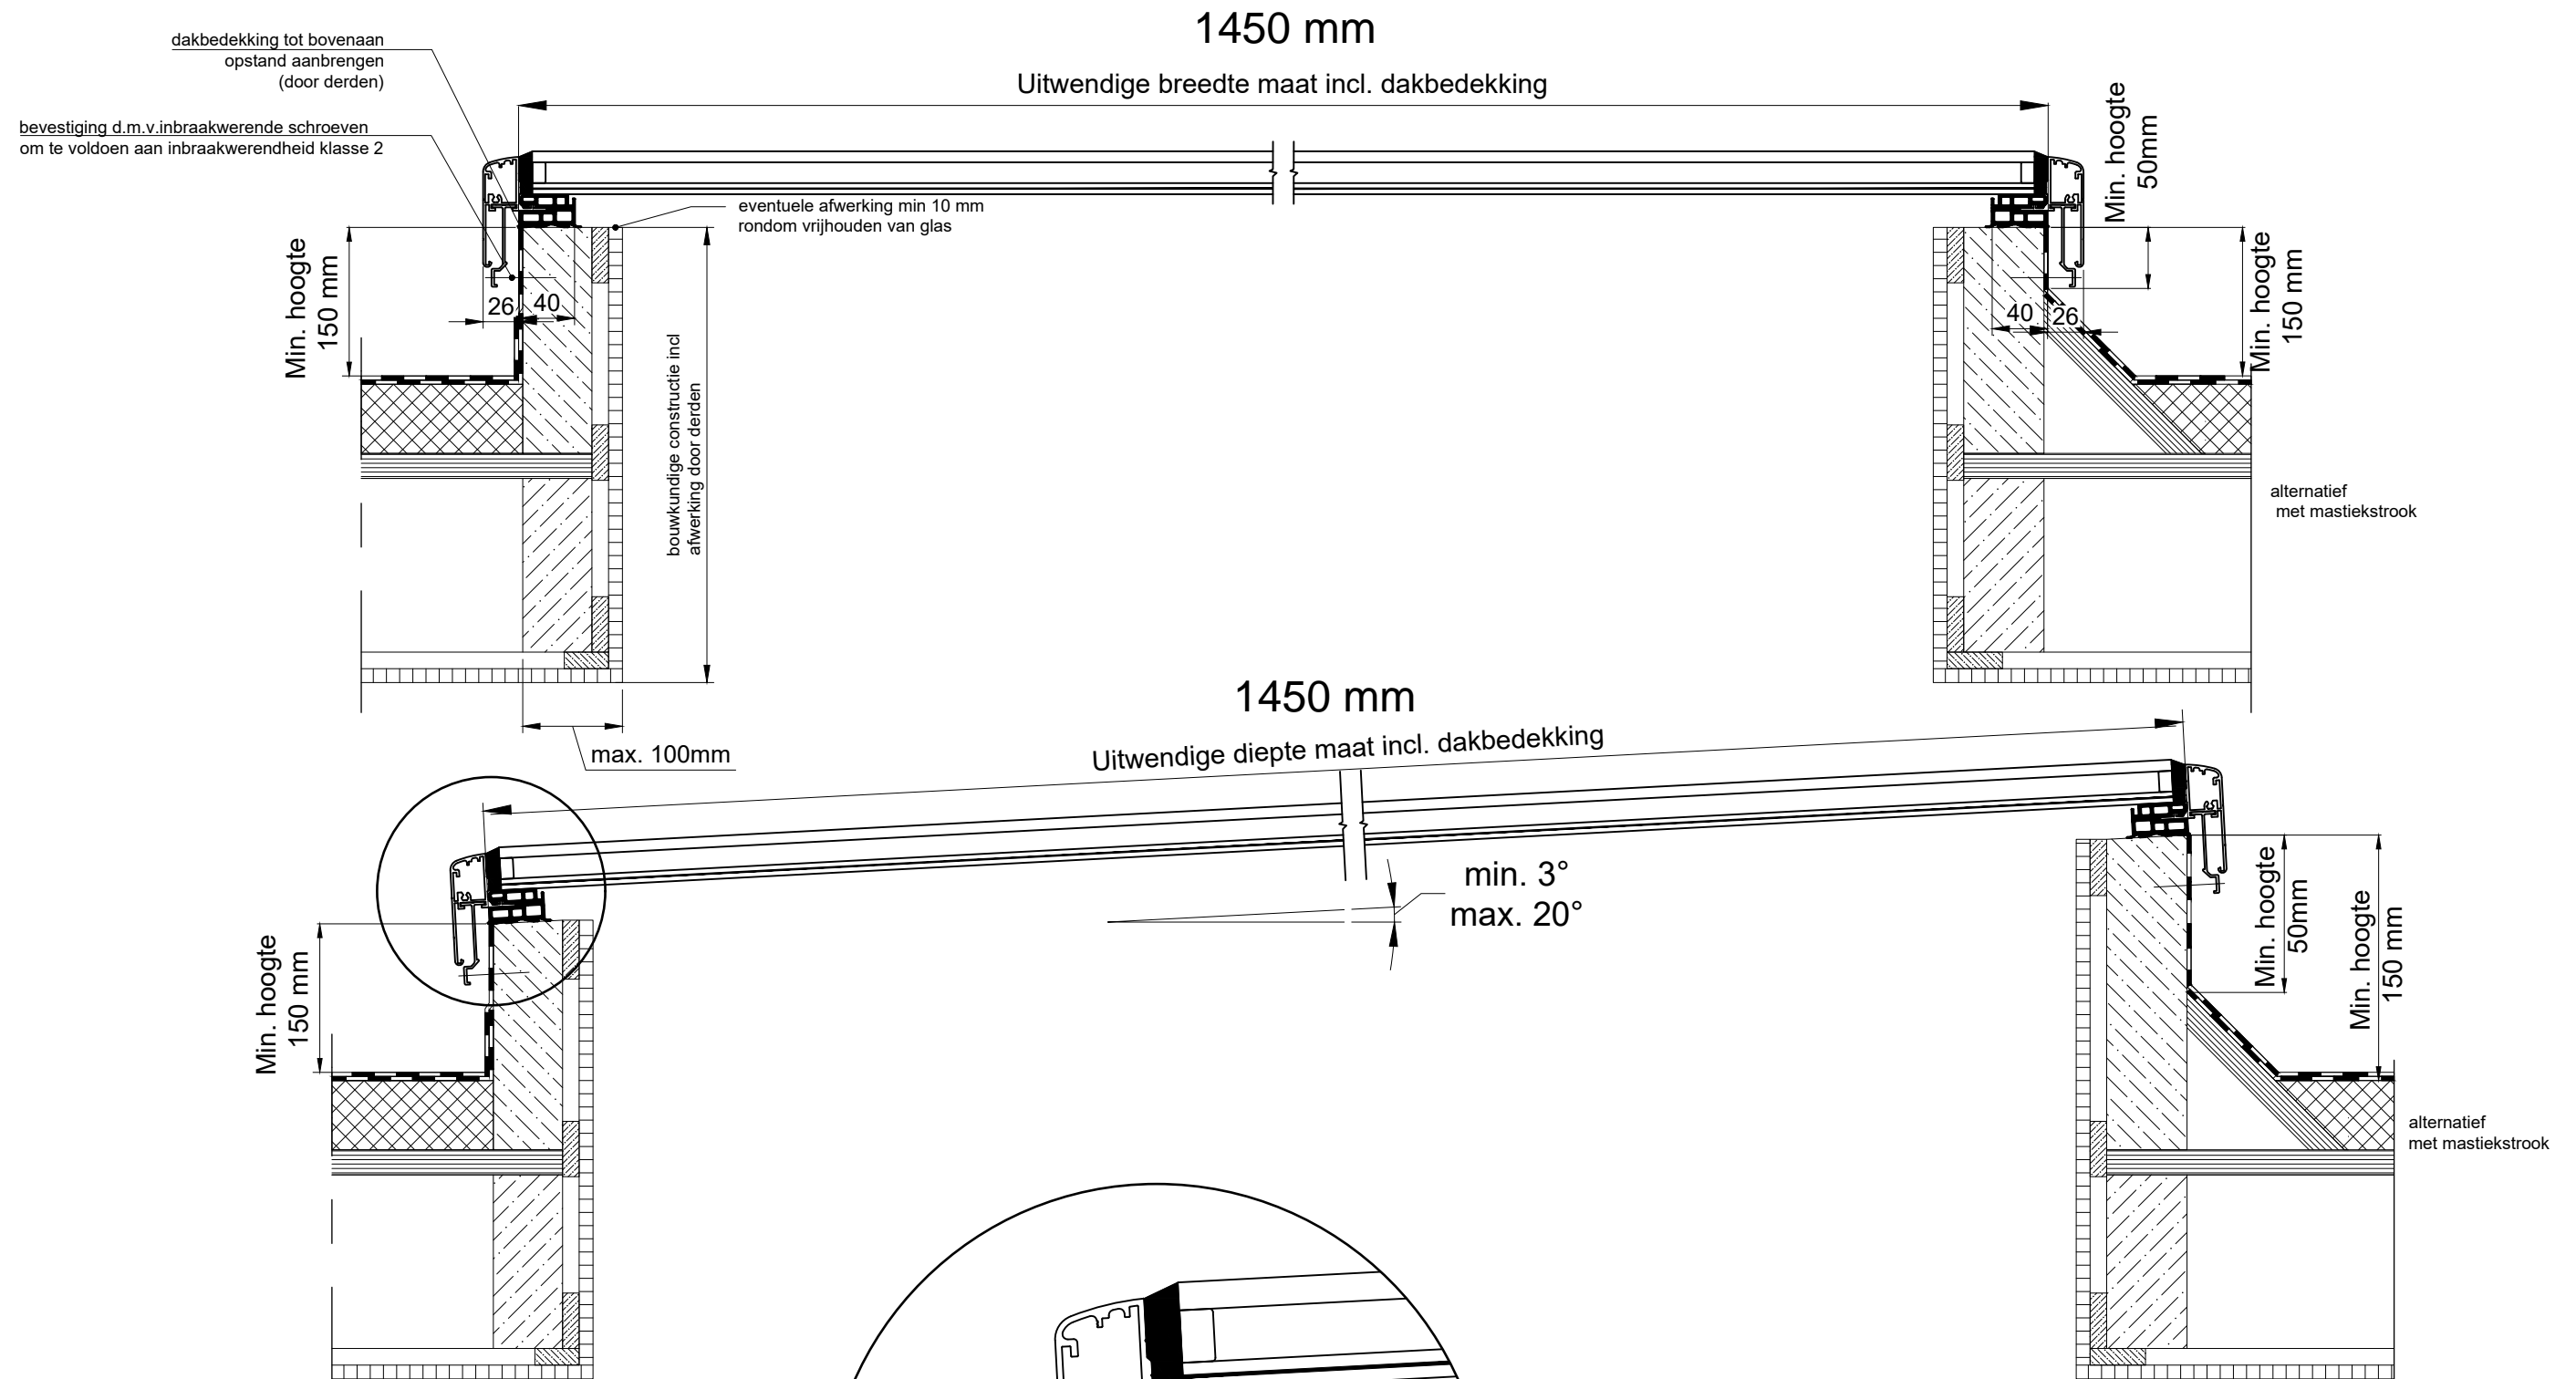 1450 mm
Uitwendige breedte maat incl. dakbedekking
dakbedekking tot bovenaan
opstand aanbrengen
(door derden)
bevestiging d.m.v.inbraakwerende schroeven
om te voldoen aan inbraakwerendheid klasse 2
eventuele afwerking min 10 mm
rondom vrijhouden van glas
Min. hoogte
50mm
Min. hoogte
150 mm
26
40
bouwkundige constructie incl
afwerking door derden
40
26
Min. hoogte
150 mm
alternatief
met mastiekstrook
max. 100mm
1450 mm
Uitwendige diepte maat incl. dakbedekking
min. 3°
max. 20°
Min. hoogte
150 mm
Min. hoogte
50mm
Min. hoogte
150 mm
alternatief
met mastiekstrook